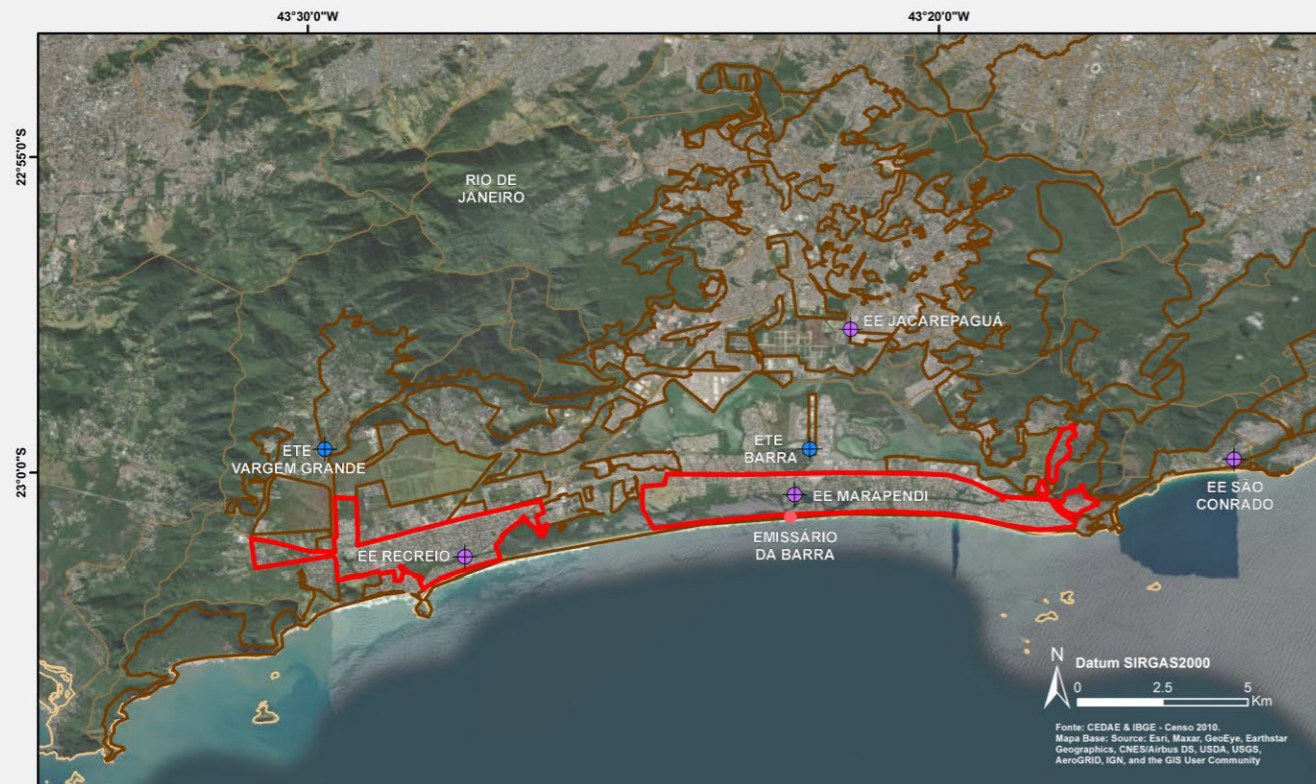 43°30'0"W
43°20'0"W
22°55'0"S
23°0'0"S
RIO DE
JANEIRO
EE JACAREPAGUÁ
ETE
VARGEM GRANDE
ETE
BARRA
EE MARAPENDI
EE SÃO
CONRADO
EE RECREIO
EMISSÁRIO
DA BARRA
N
Datum SIRGAS2000
0 2.5 5
Km
Fonte: CEDAE & IBGE - Censo 2010.
Mapa Base: Source: Esri, Maxar, GeoEye, Earthstar
Geographics, CNES/Airbus DS, USDA, USGS,
AeroGRID, IGN, and the GIS User Community